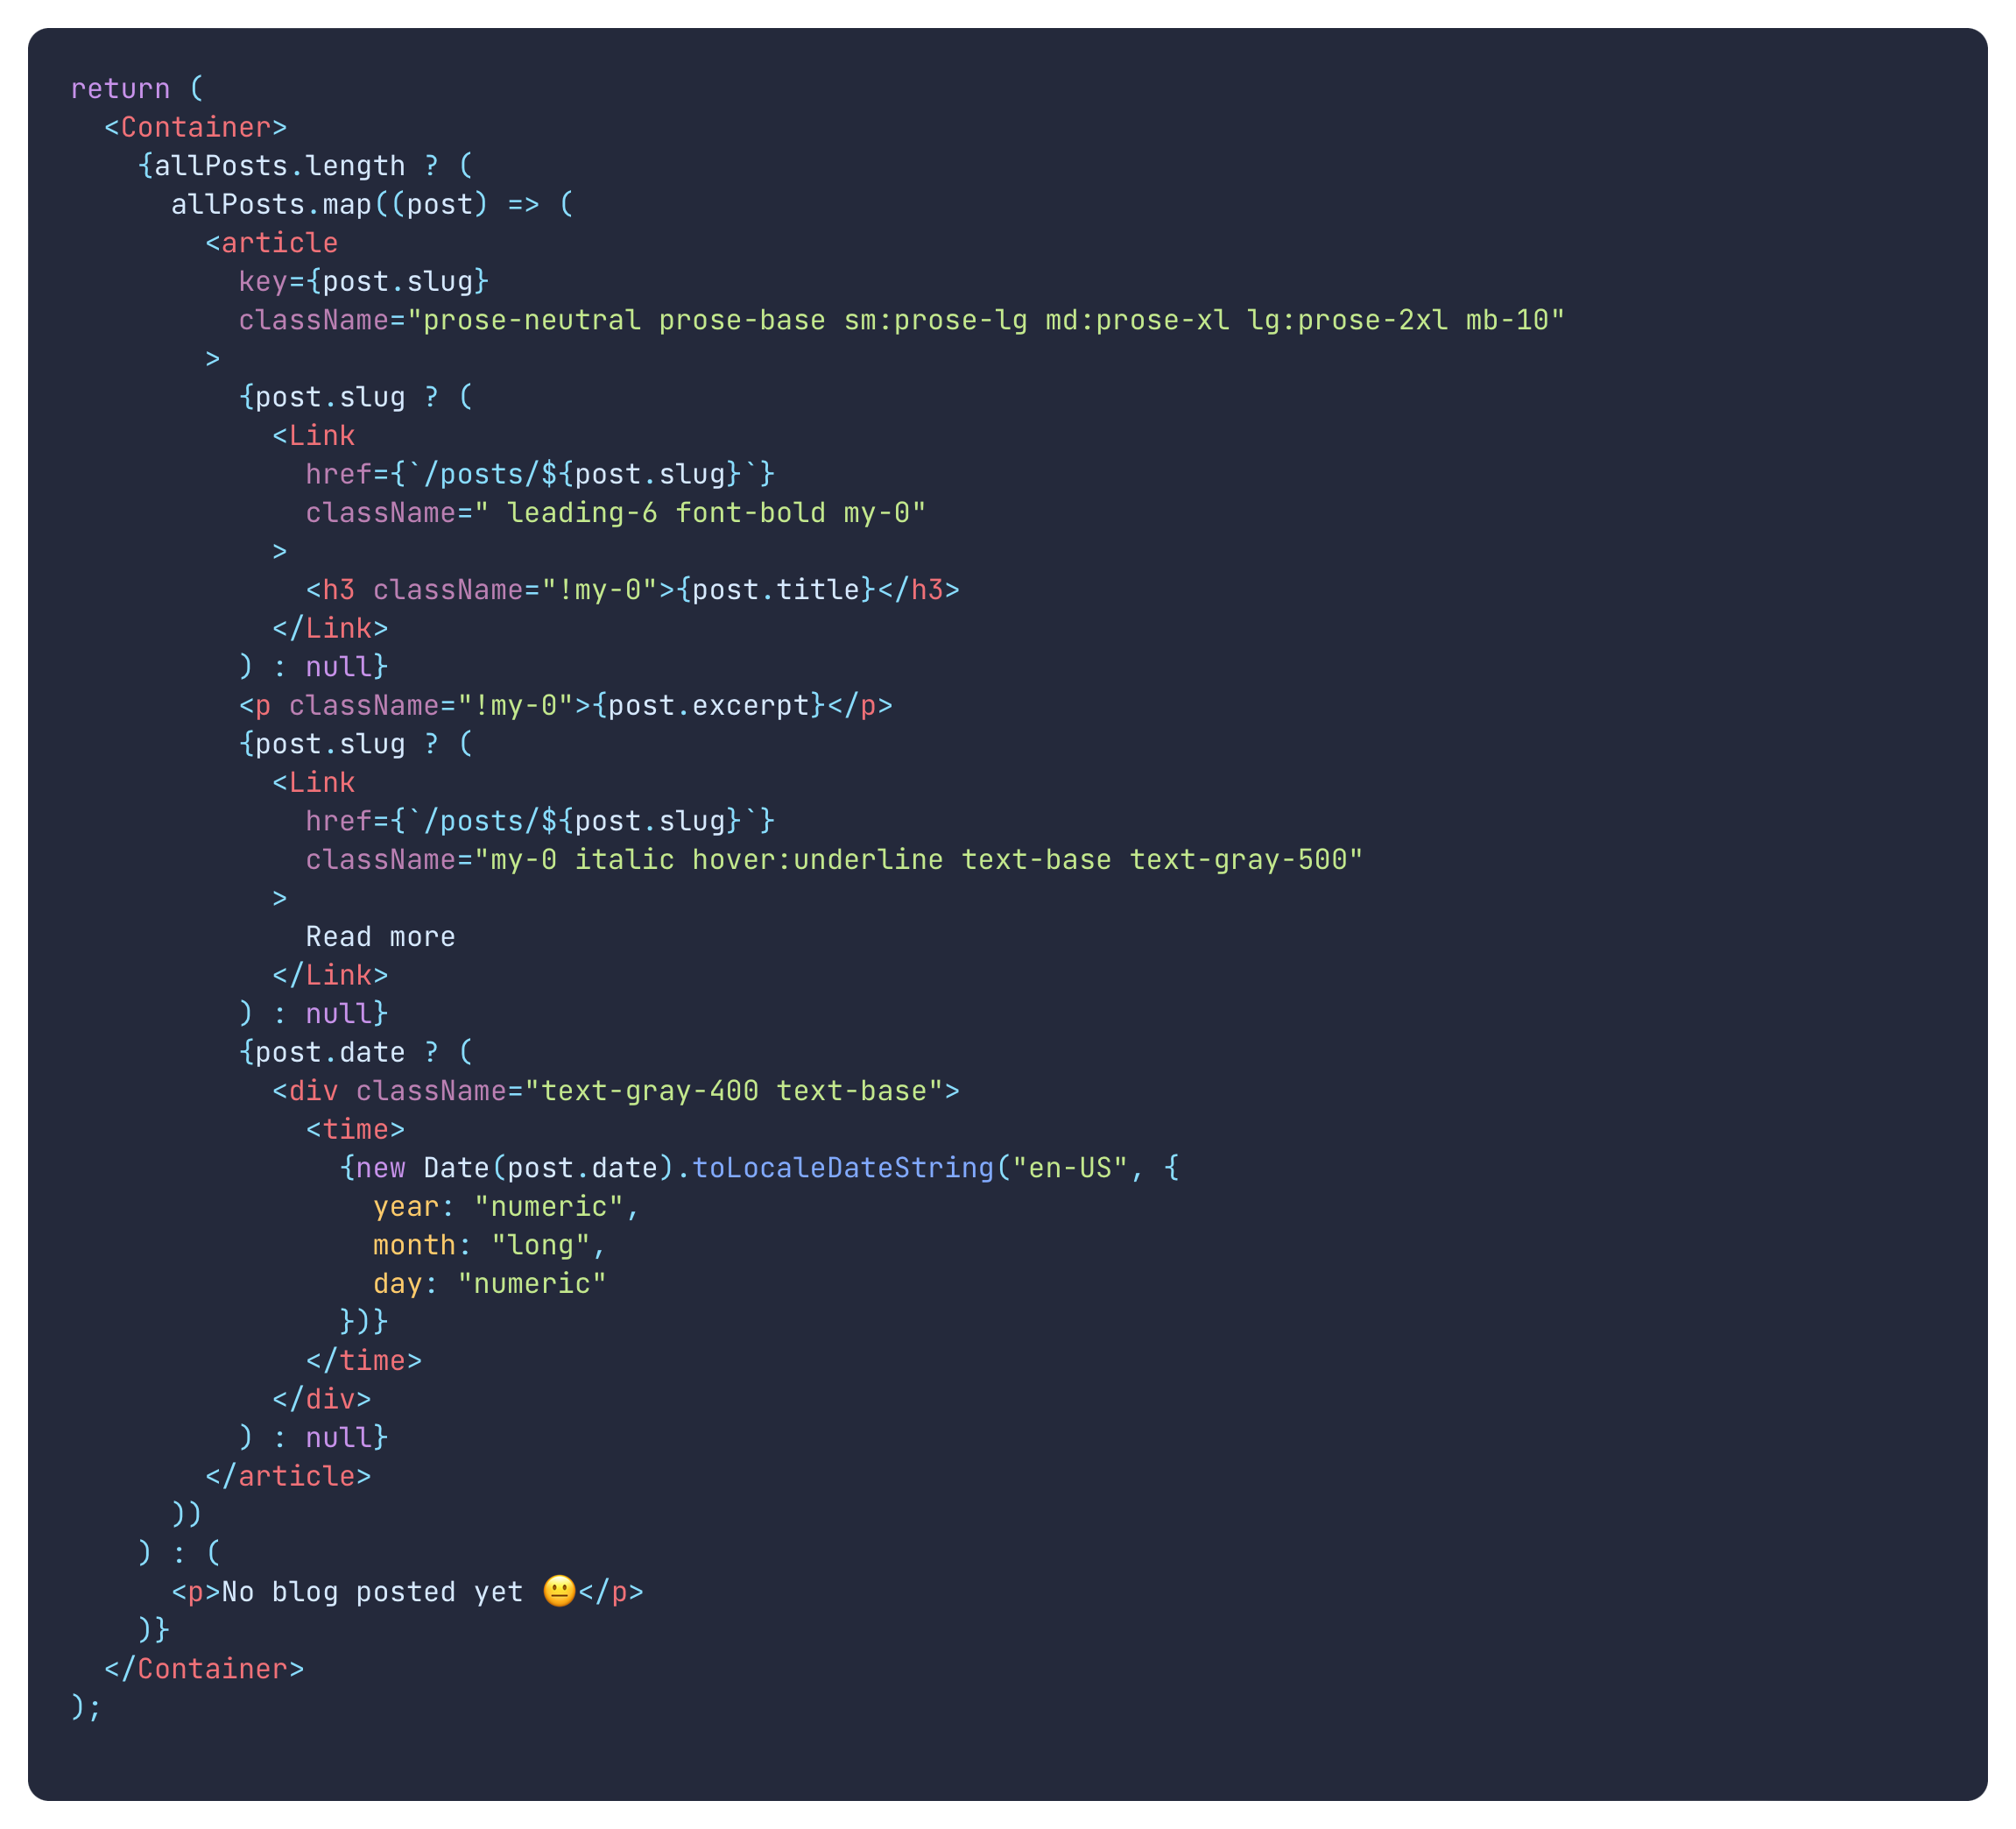 return (
  <Container>
    {allPosts.length ? (
      allPosts.map((post) => (
        <article
          key={post.slug}
          className="prose-neutral prose-base sm:prose-lg md:prose-xl lg:prose-2xl mb-10"
        >
          {post.slug ? (
            <Link
              href={`/posts/${post.slug}`}
              className=" leading-6 font-bold my-0"
            >
              <h3 className="!my-0">{post.title}</h3>
            </Link>
          ) : null}
          <p className="!my-0">{post.excerpt}</p>
          {post.slug ? (
            <Link
              href={`/posts/${post.slug}`}
              className="my-0 italic hover:underline text-base text-gray-500"
            >
              Read more
            </Link>
          ) : null}
          {post.date ? (
            <div className="text-gray-400 text-base">
              <time>
                {new Date(post.date).toLocaleDateString("en-US", {
                  year: "numeric",
                  month: "long",
                  day: "numeric"
                })}
              </time>
            </div>
          ) : null}
        </article>
      ))
    ) : (
      <p>No blog posted yet 😐</p>
    )}
  </Container>
);